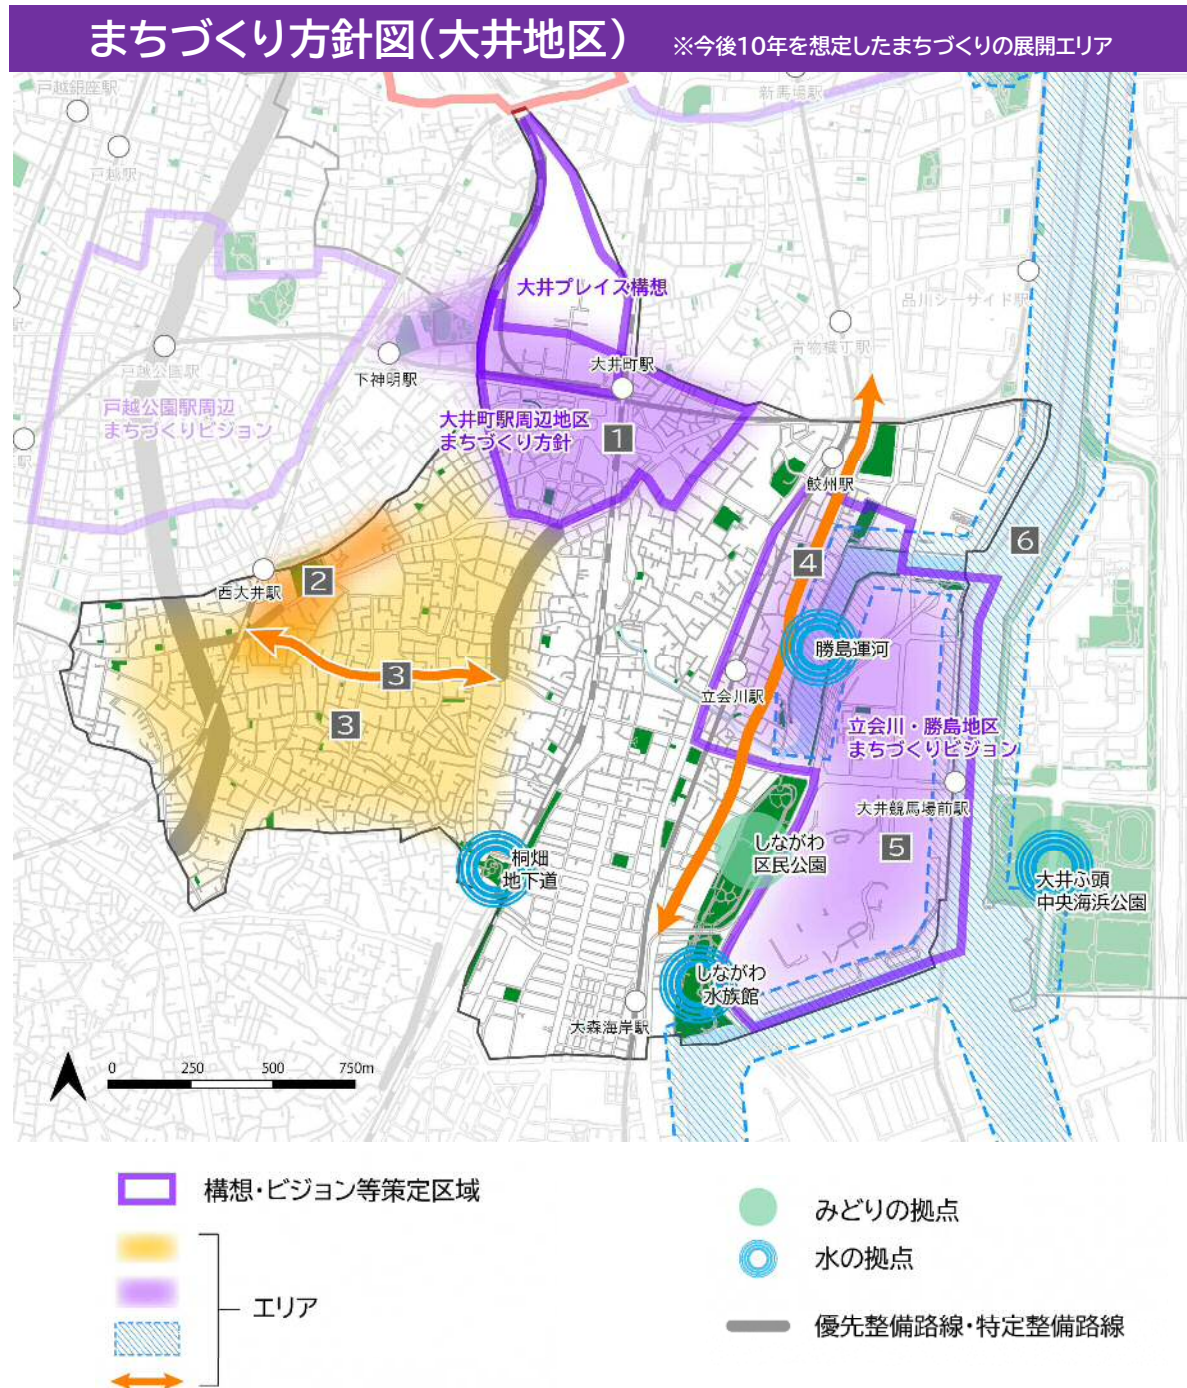 まちづくり方針図(大井地区)
※今後10年を想定したまちづくりの展開エリア
戸越銀座駅
新馬場駅
戸越駅
大井プレイス構想
品川シーサイド駅
青物横丁駅
大井町駅
戸越公園駅
下神明駅
戸越公園駅周辺
まちづくりビジョン
大井町駅周辺地区
まちづくり方針
1
駅
駅
鮫洲駅
6
4
2
西大井駅
勝島運河
3
立会川駅
3
立会川・勝島地区
まちづくりビジョン
大井競馬場前駅
しながわ
区民公園
5
桐畑
地下道
大井ふ頭
中央海浜公園
しながわ
水族館
大森海岸駅
0 250 500 750m
構想・ビジョン等策定区域
エリア
みどりの拠点
水の拠点
優先整備路線・特定整備路線